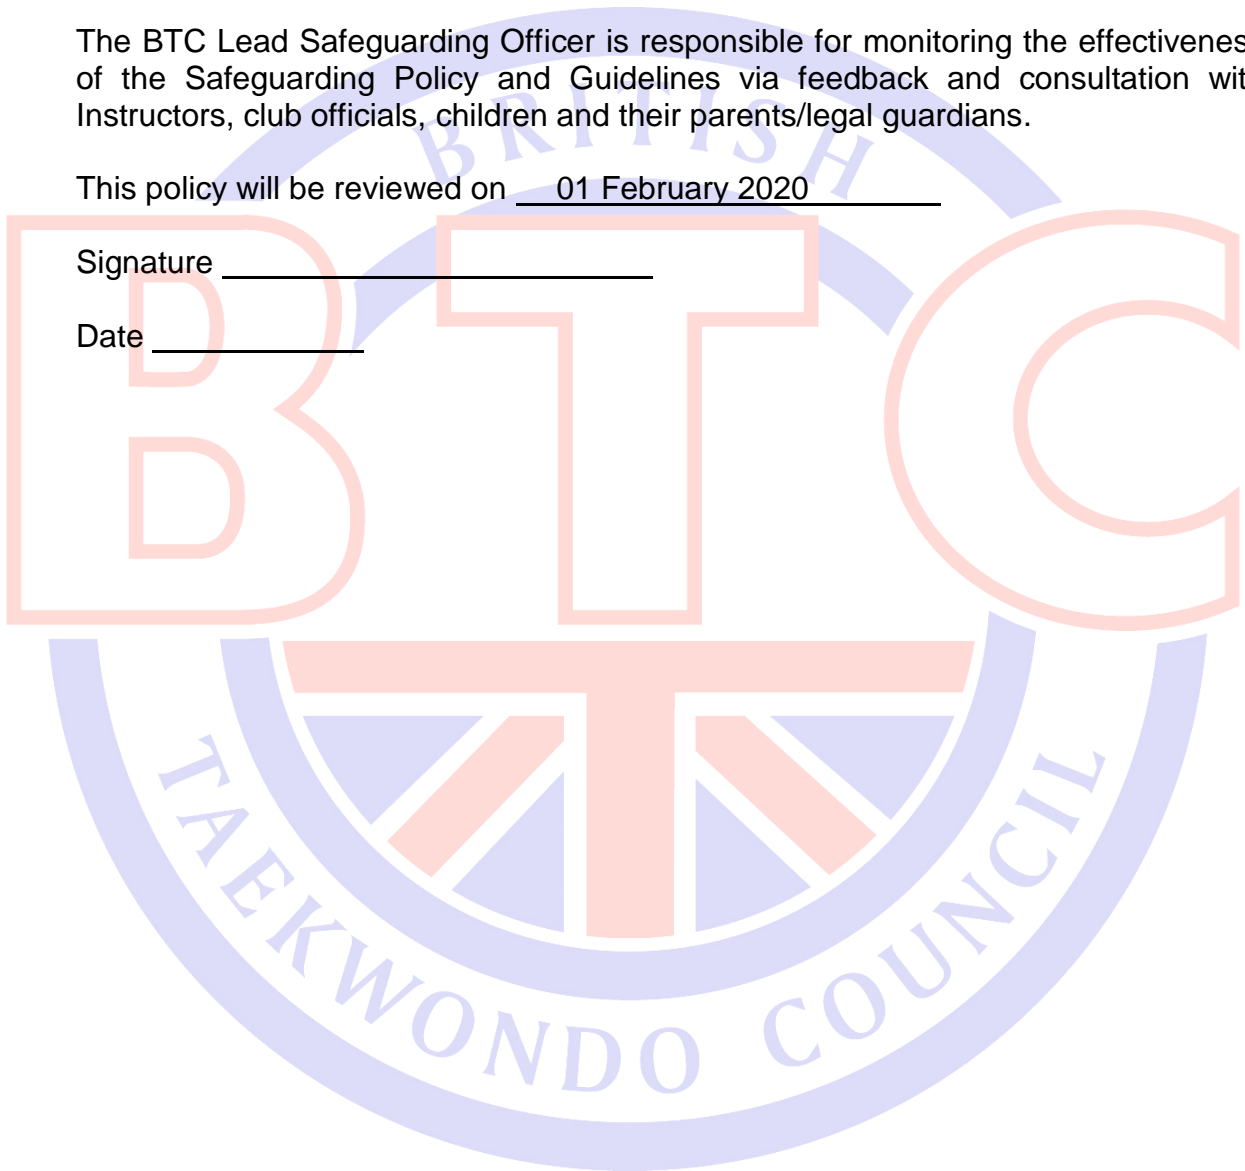 The BTC Lead Safeguarding Officer is responsible for monitoring the effectivenes
of the Safeguarding Policy and Guidelines via feedback and consultation wit
Instructors, club officials, children and their parents/legal guardians.
This policy will be reviewed on 01 February 2020
Signature
Date
BRITISH
BTC
TAEKWONDO COUNCIL